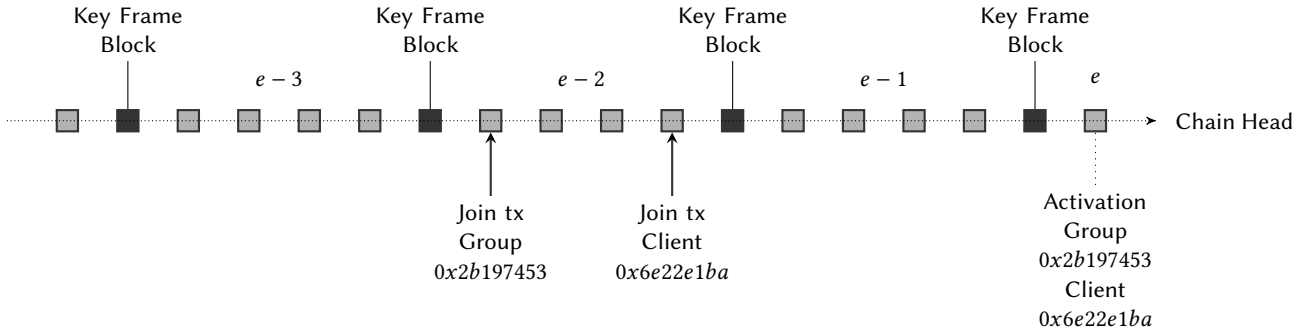 Key Frame
Block
Key Frame
Block
Key Frame
Block
Key Frame
Block
e − 3
e − 2
e − 1
e
Chain Head
Join tx
Group
0x2b197453
Join tx
Client
0x6e22e1ba
Activation
Group
0x2b197453
Client
0x6e22e1ba